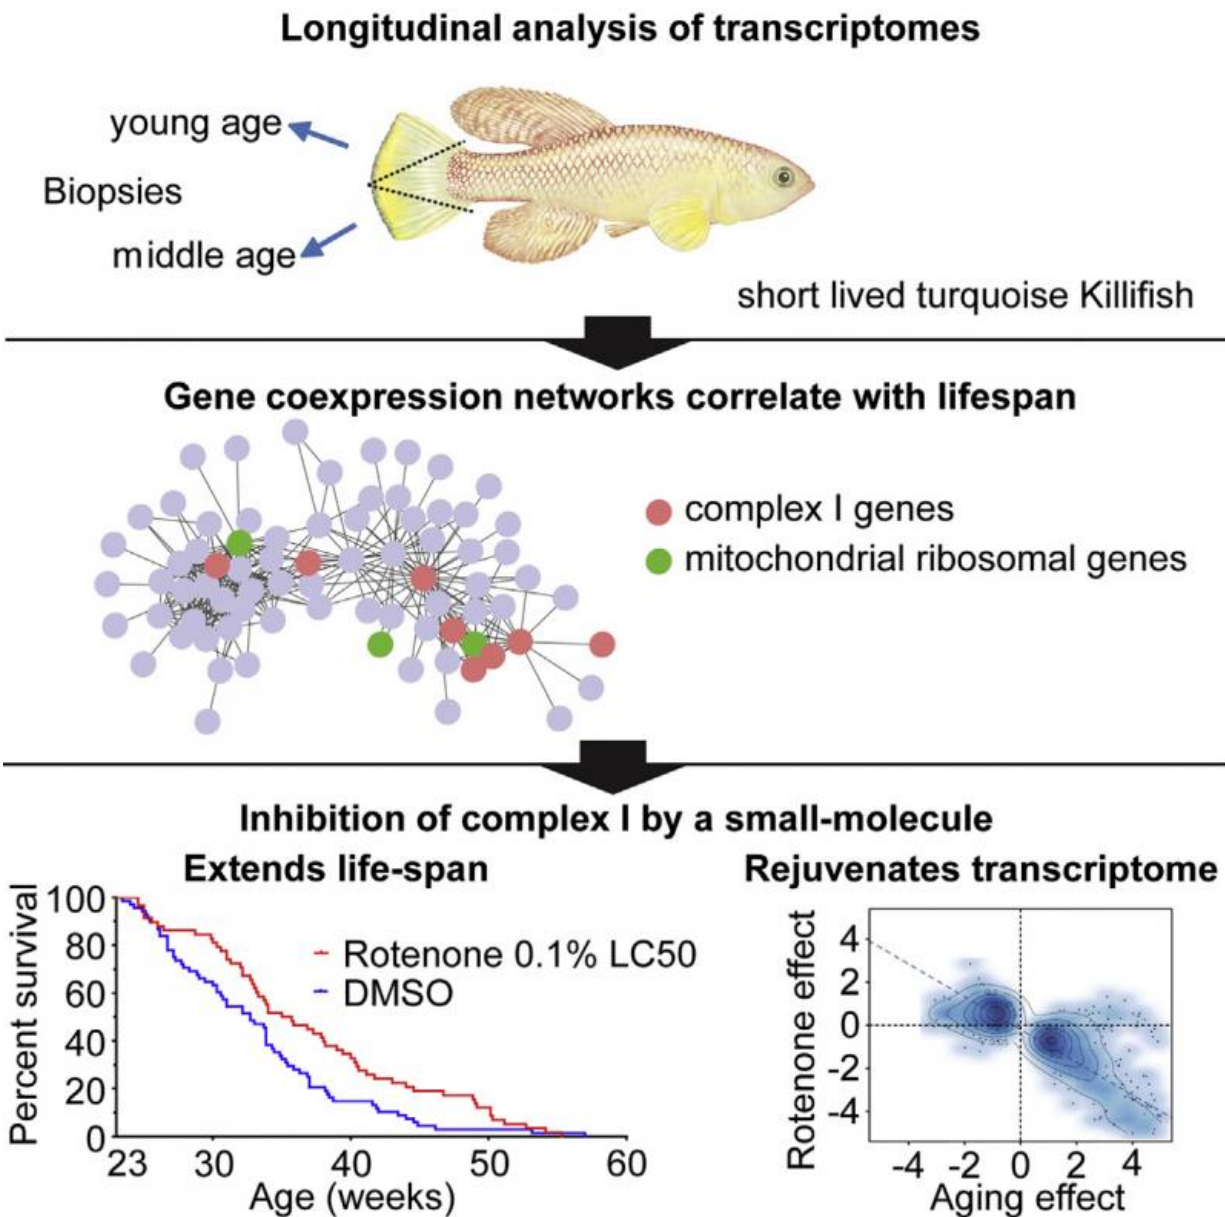 Longitudinal analysis of transcriptomes
young age
Biopsies
middle age
short lived turquoise Killifish
Gene coexpression networks correlate with lifespan
complex I genes
mitochondrial ribosomal genes
Inhibition of complex I by a small-molecule
Extends life-span
Percent survival
100
80
60
40
20
0
Rotenone 0.1% LC50
DMSO
23 30 40 50 60
Age (weeks)
Rejuvenates transcriptome
Rotenone effect
4
2
0
-2
-4
-4 -2 0 2 4
Aging effect